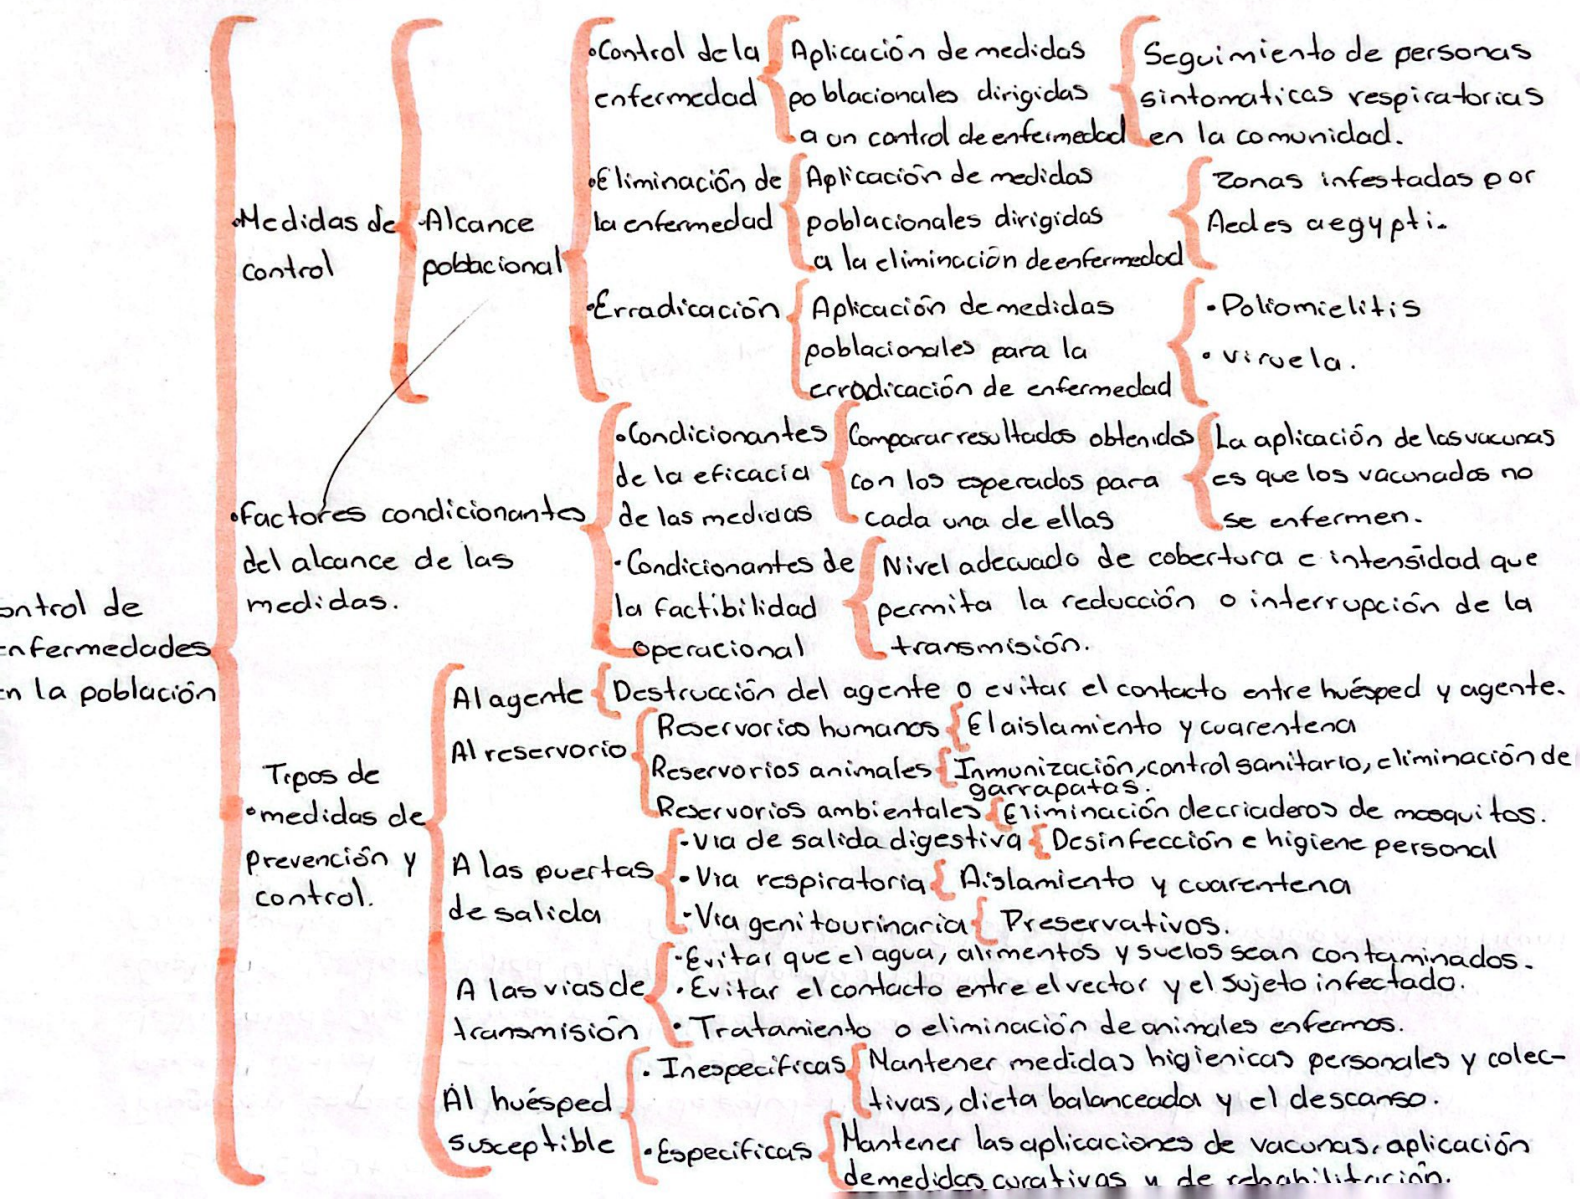 ontrol de
enfermedades
en la población
•Medidas de
control
•Alcance
poblacional
•Control de la
enfermedad
Aplicación de medidas
poblacionales dirigidas
a un control de enfermedad
Seguimiento de personas
sintomaticas respiratorias
en la comunidad.
•Eliminación de
la enfermedad
Aplicación de medidas
poblacionales dirigidas
a la eliminación de enfermedad
Zonas infestadas por
Aedes aegypti.
•Erradicación
Aplicación de medidas
poblacionales para la
erradicación de enfermedad
• Poliomielitis
• viruela.
•factores condicionantes
del alcance de las
medidas.
•Condicionantes
de la eficacia
de las medidas
Comparar resultados obtenidos
con los esperados para
cada una de ellas
La aplicación de las vacunas
es que los vacunados no
se enfermen.
•Condicionantes de
la factibilidad
operacional
Nivel adecuado de cobertura e intensidad que
permita la reducción o interrupción de la
transmisión.
Tipos de
•medidas de
prevención y
control.
Al agente
Destrucción del agente o evitar el contacto entre huésped y agente.
Al reservorio
Reservorios humanos
El aislamiento y cuarentena
Reservorios animales
Inmunización, control sanitario, eliminación de
garrapatas.
Reservorios ambientales
Eliminación de criaderos de mosquitos.
A las puertas
de salida
•Via de salida digestiva
Desinfección e higiene personal
•Via respiratoria
Aislamiento y cuarentena
•Via genitourinaria
Preservativos.
A las vias de
transmisión
•Evitar que el agua, alimentos y suelos sean contaminados.
•Evitar el contacto entre el vector y el sujeto infectado.
•Tratamiento o eliminación de animales enfermos.
Al huésped
susceptible
•Inespecificas
Mantener medidas higienicas personales y colec-
tivas, dieta balanceada y el descanso.
•Especificas
Mantener las aplicaciones de vacunas, aplicación
de medidas curativas y de rehabilitación.